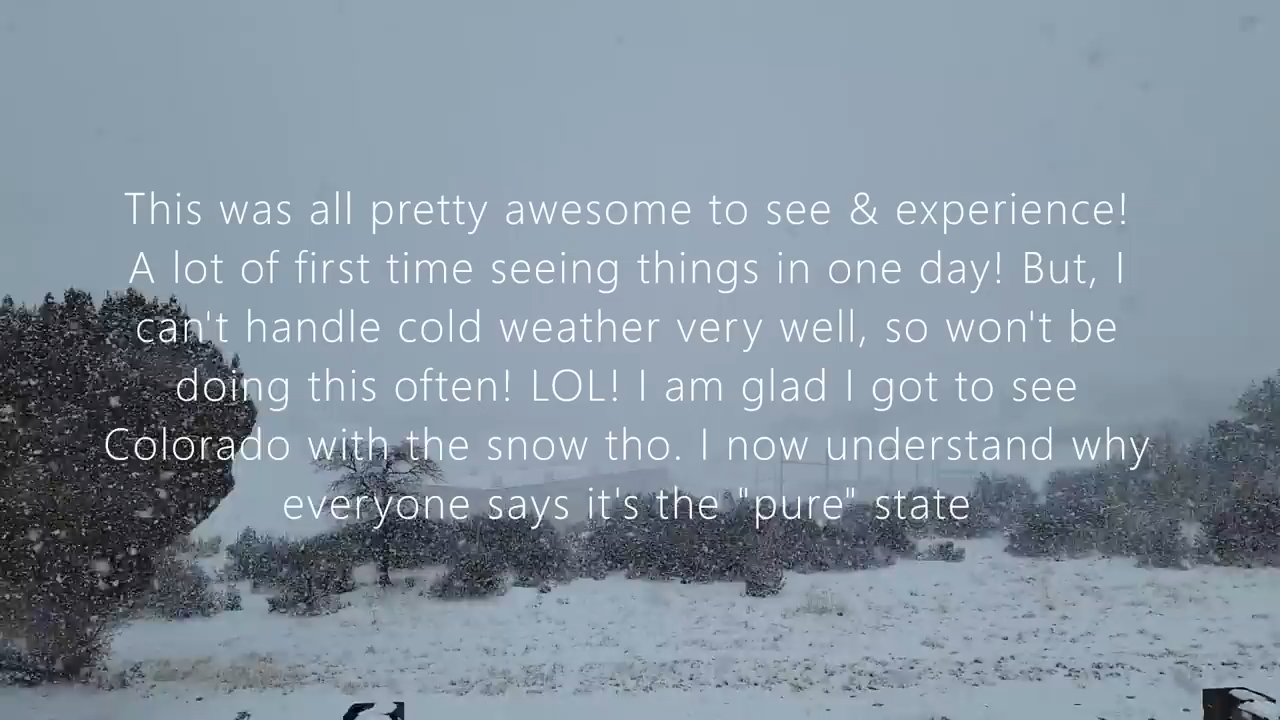 This was all pretty awesome to see & experience!
A lot of first time seeing things in one day! But, I
can't handle cold weather very well, so won't be
doing this often! LOL! I am glad I got to see
Colorado with the snow tho. I now understand why
everyone says it's the "pure" state